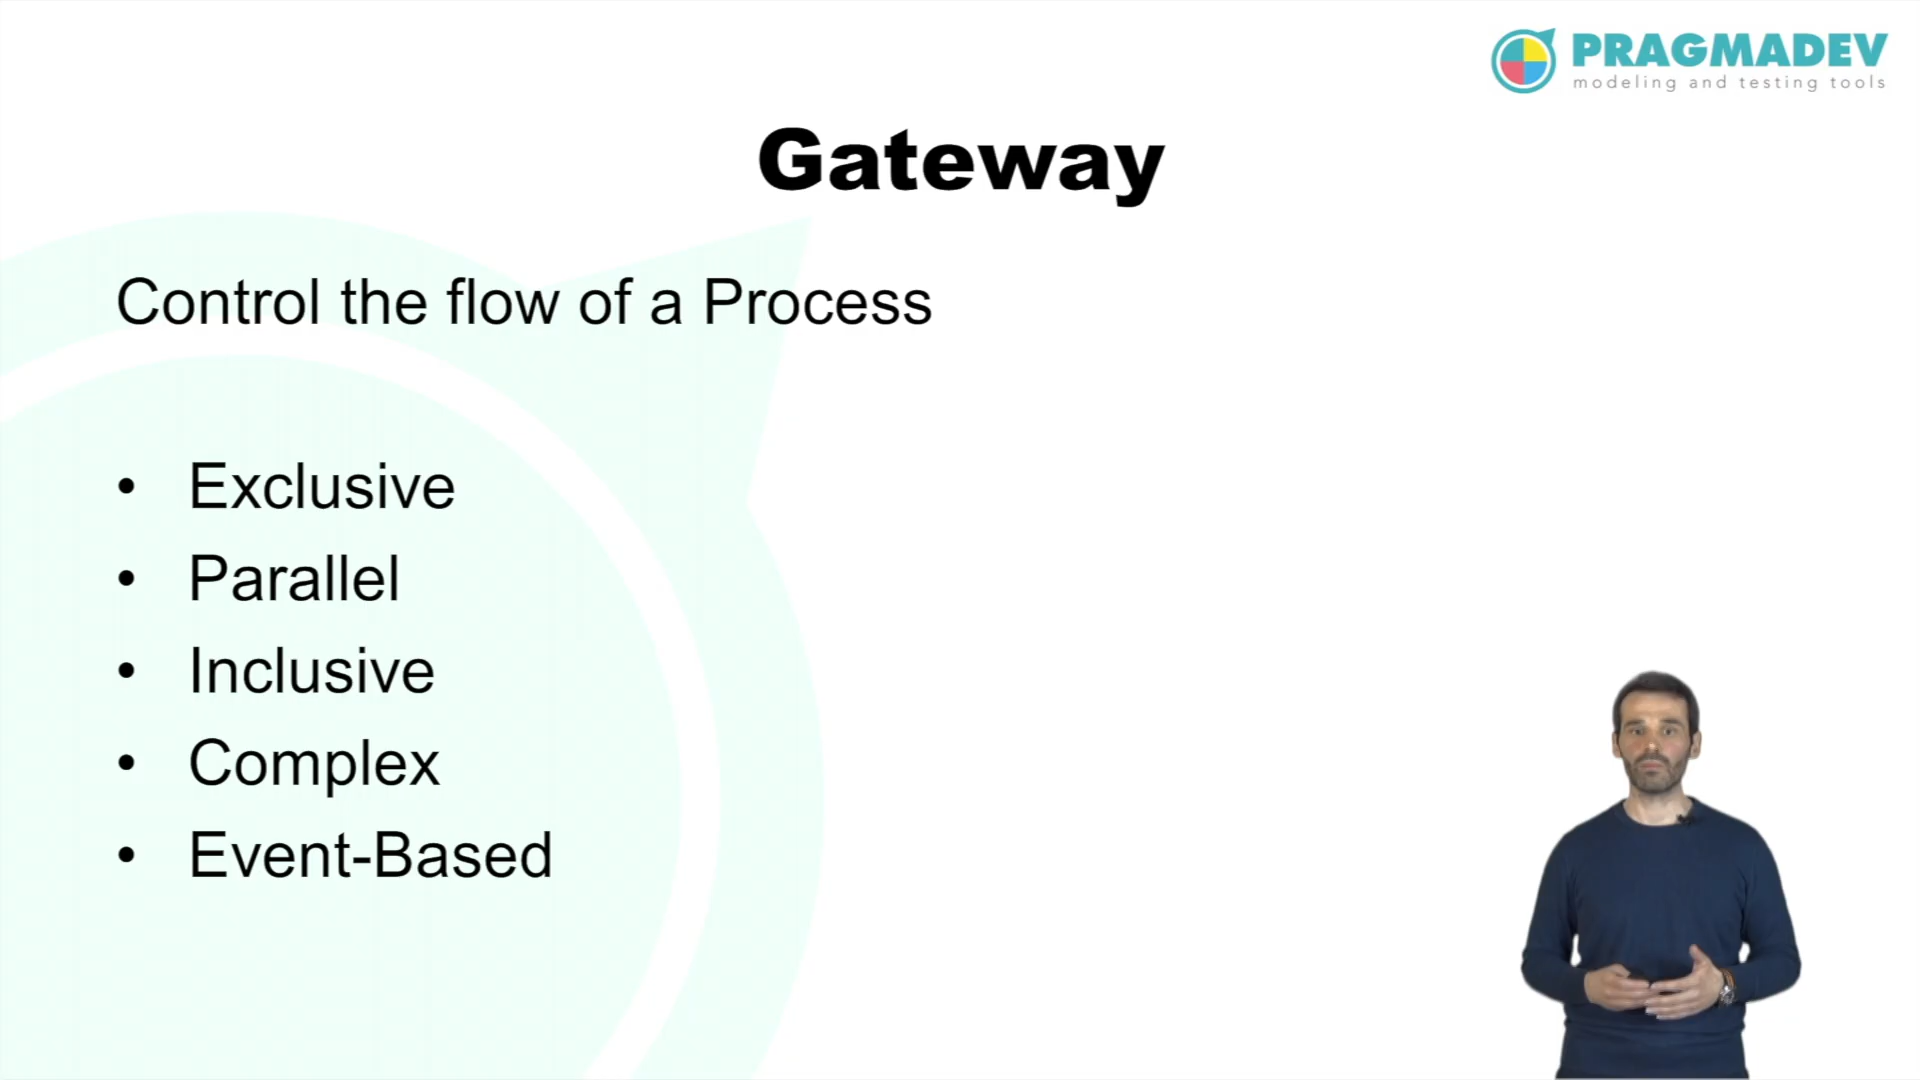 PRAGMADEV
modeling and testing tools
Gateway
Control the flow of a Process
• Exclusive
• Parallel
• Inclusive
• Complex
• Event-Based